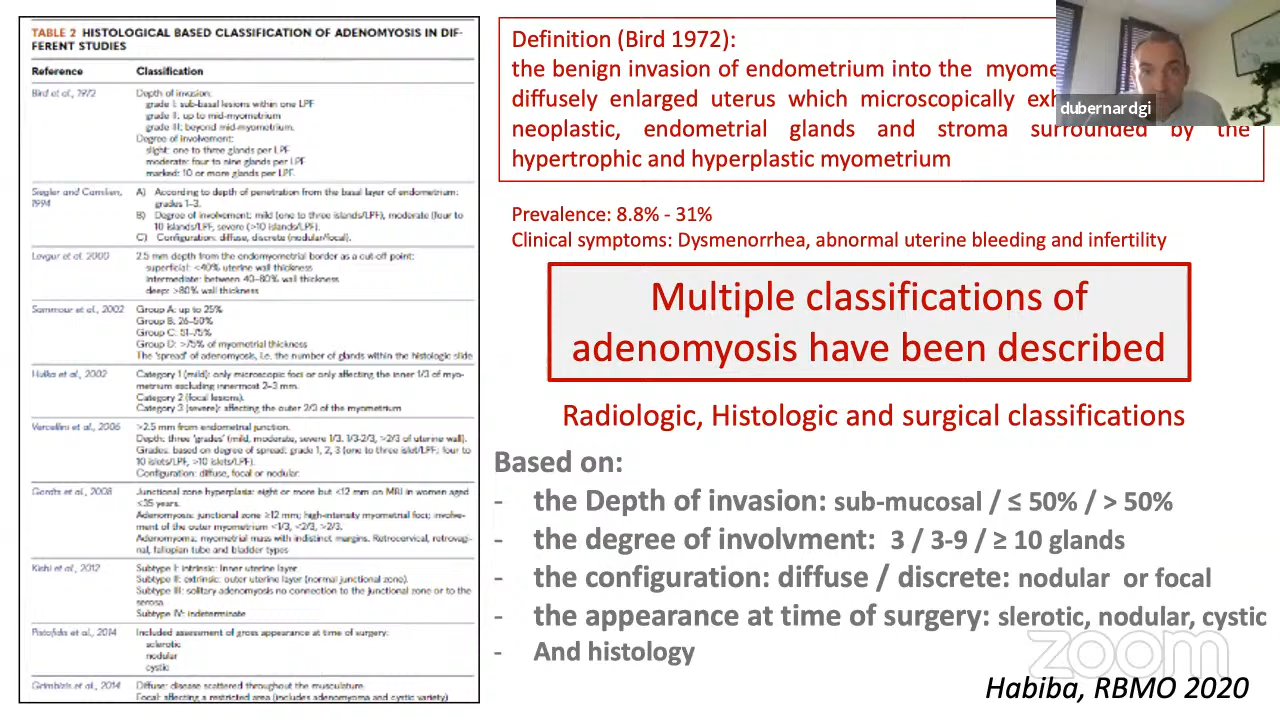 TABLE 2 HISTOLOGICAL BASED CLASSIFICATION OF ADENOMYOSIS IN DIF-
FERENT STUDIES
Reference Classification
Bird et al., 1972 Depth of invasion:
grade I: sub-basal lesions within one LPF
grade II: up to mid-myometrium
grade III: beyond mid-myometrium.
Degree of involvement:
slight: one to three glands per LPF
moderate: four to nine glands per LPF
marked: 10 or more glands per LPF.
Siegler and Camilien,
1994
A) According to depth of penetration from the basal layer of endometrium:
grades 1–3.
B) Degree of involvement: mild (one to three islands/LPF), moderate (four to
10 islands/LPF, severe (>10 islands/LPF).
C) Configuration: diffuse, discrete (nodular/focal).
Levgur et al. 2000 2.5 mm depth from the endomyometrial border as a cut-off point:
superficial: <40% uterine wall thickness
intermediate: between 40–80% wall thickness
deep: >80% wall thickness
Sammour et al., 2002 Group A: up to 25%
Group B: 26–50%
Group C: 51–75%
Group D: >75% of myometrial thickness
The 'spread' of adenomyosis, i.e. the number of glands within the histologic slide
Hulka et al., 2002 Category 1 (mild): only microscopic foci or only affecting the inner 1/3 of myo-
metrium excluding innermost 2–3 mm.
Category 2 (focal lesions).
Category 3 (severe): affecting the outer 2/3 of the myometrium
Vercellini et al., 2006 >2.5 mm from endometrial junction.
Depth: three 'grades' (mild, moderate, severe 1/3, 1/3-2/3, >2/3 of uterine wall).
Grades: based on degree of spread: grade 1, 2, 3 (one to three islet/LPF; four to
10 islets/LPF, >10 islets/LPF).
Configuration: diffuse, focal or nodular.
Gordts et al., 2008 Junctional zone hyperplasia: eight or more but <12 mm on MRI in women aged
<35 years.
Adenomyosis: junctional zone ≥12 mm; high-intensity myometrial foci; involve-
ment of the outer myometrium <1/3, <2/3, >2/3.
Adenomyoma: myometrial mass with indistinct margins. Retrocervical, retrovagi-
nal, fallopian tube and bladder types
Kishi et al., 2012 Subtype I: intrinsic: Inner uterine layer.
Subtype II: extrinsic: outer uterine layer (normal junctional zone).
Subtype III: solitary adenomyosis no connection to the junctional zone or to the
serosa.
Subtype IV: indeterminate
Pistofidis et al., 2014 Included assessment of gross appearance at time of surgery:
sclerotic
nodular
cystic
Grimbizis et al., 2014 Diffuse: disease scattered throughout the musculature.
Focal: affecting a restricted area (includes adenomyoma and cystic variety)
Definition (Bird 1972):
the benign invasion of endometrium into the myome
diffusely enlarged uterus which microscopically exh
neoplastic, endometrial glands and stroma surrounded by the
hypertrophic and hyperplastic myometrium
dubernardgi
Prevalence: 8.8% - 31%
Clinical symptoms: Dysmenorrhea, abnormal uterine bleeding and infertility
Multiple classifications of
adenomyosis have been described
Radiologic, Histologic and surgical classifications
Based on:
- the Depth of invasion: sub-mucosal / ≤ 50% / > 50%
- the degree of involvment: 3 / 3-9 / ≥ 10 glands
- the configuration: diffuse / discrete: nodular or focal
- the appearance at time of surgery: slerotic, nodular, cystic
- And histology
zoom
Habiba, RBMO 2020